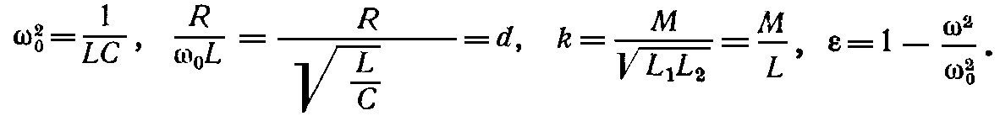 ω₀² = 1/(LC), R/(ω₀L) = R/√(L/C) = d, k = M/√(L₁L₂) = M/L, ε = 1 − ω²/ω₀².